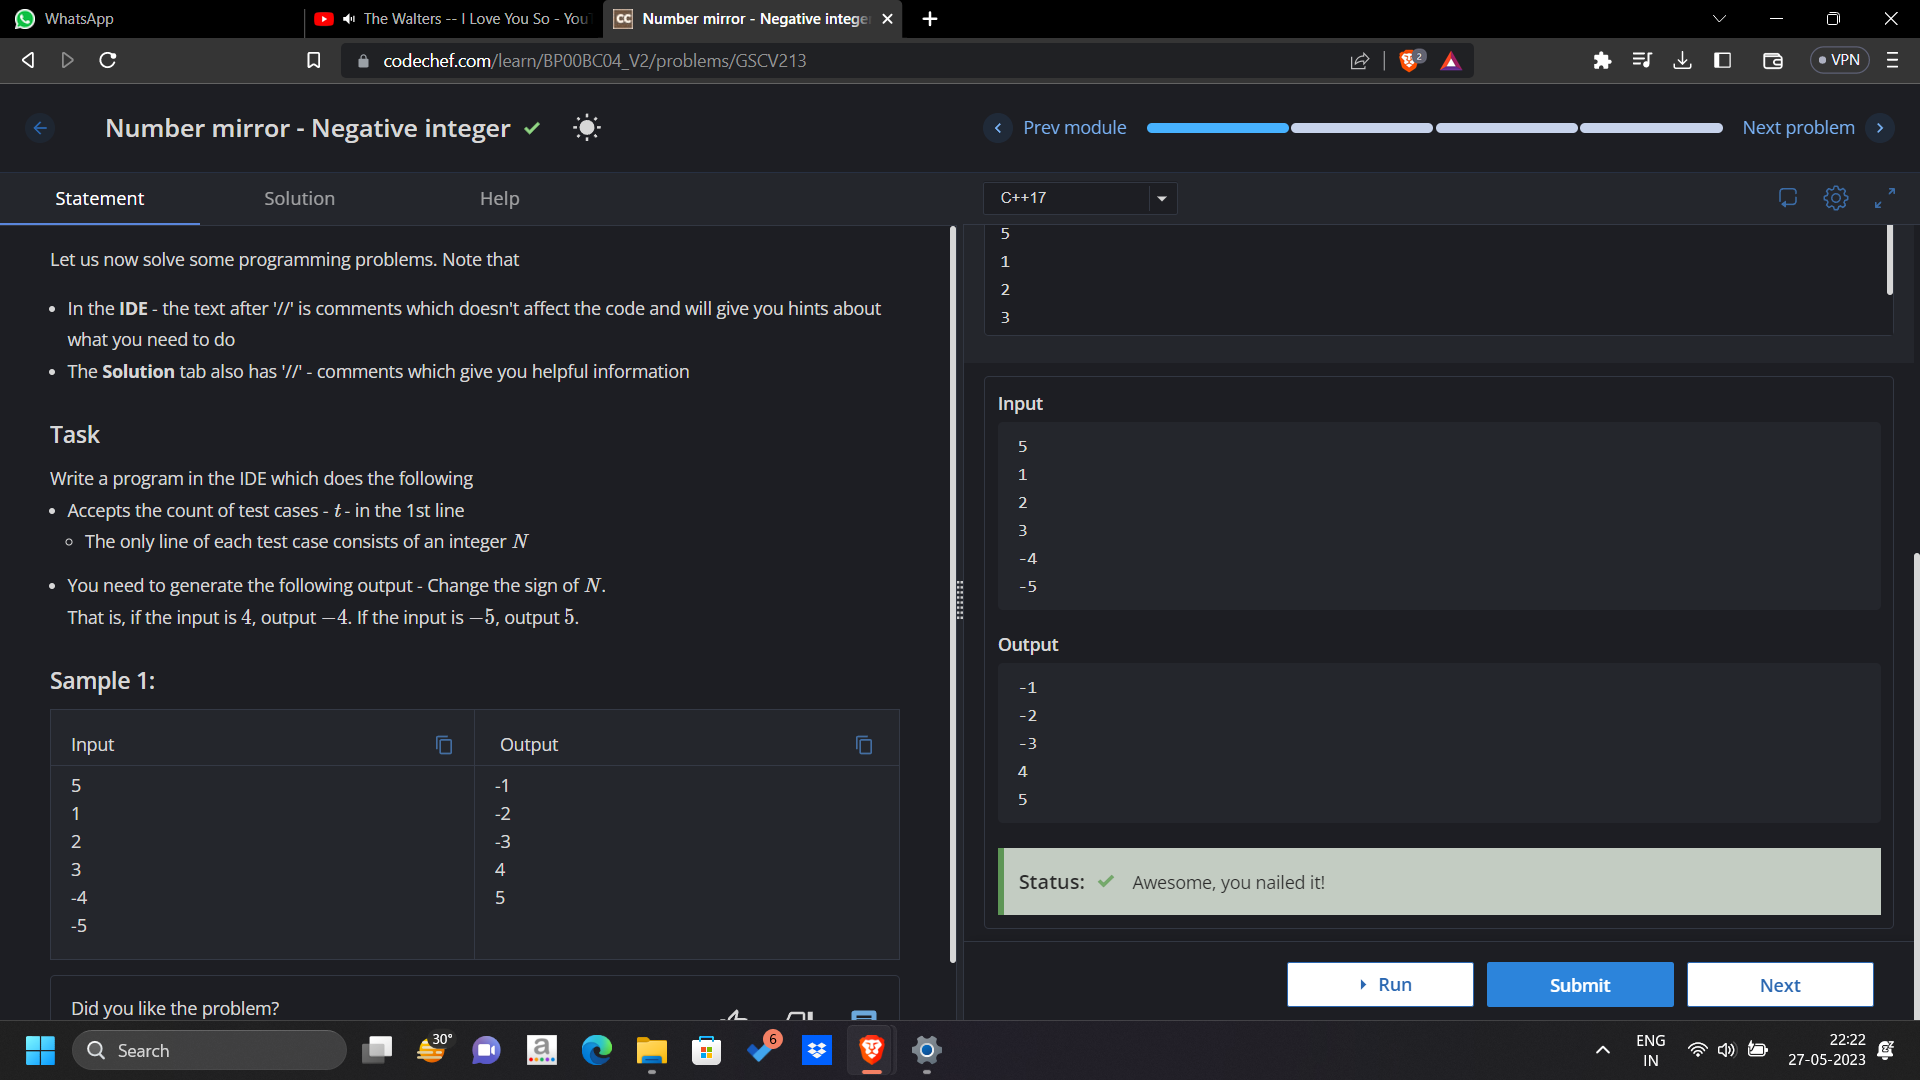 WhatsApp
The Walters -- I Love You So - You
Number mirror - Negative intege
codechef.com/learn/BP00BC04_V2/problems/GSCV213
2
VPN
Number mirror - Negative integer
Prev module
Next problem
Statement
Solution
Help
C++17
Let us now solve some programming problems. Note that
• In the IDE - the text after '//' is comments which doesn't affect the code and will give you hints about
what you need to do
• The Solution tab also has '//' - comments which give you helpful information
Task
Write a program in the IDE which does the following
• Accepts the count of test cases - t - in the 1st line
◦ The only line of each test case consists of an integer N
• You need to generate the following output - Change the sign of N.
That is, if the input is 4, output −4. If the input is −5, output 5.
Sample 1:
Input
5
1
2
3
-4
-5
Output
-1
-2
-3
4
5
Did you like the problem?
5
1
2
3
Input
5
1
2
3
-4
-5
Output
-1
-2
-3
4
5
Status: Awesome, you nailed it!
Run
Submit
Next
Search
30°
a
6
ENG
IN
22:22
27-05-2023